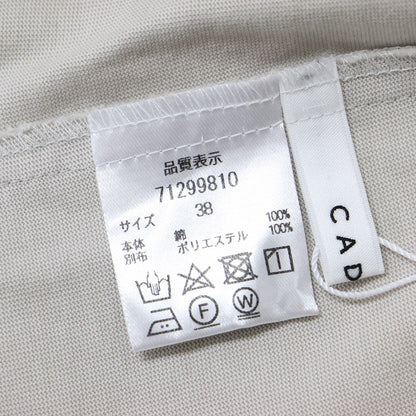 品質表示
71299810
サイズ 38
本体 綿 100%
別布 ポリエステル 100%
F W
CAD